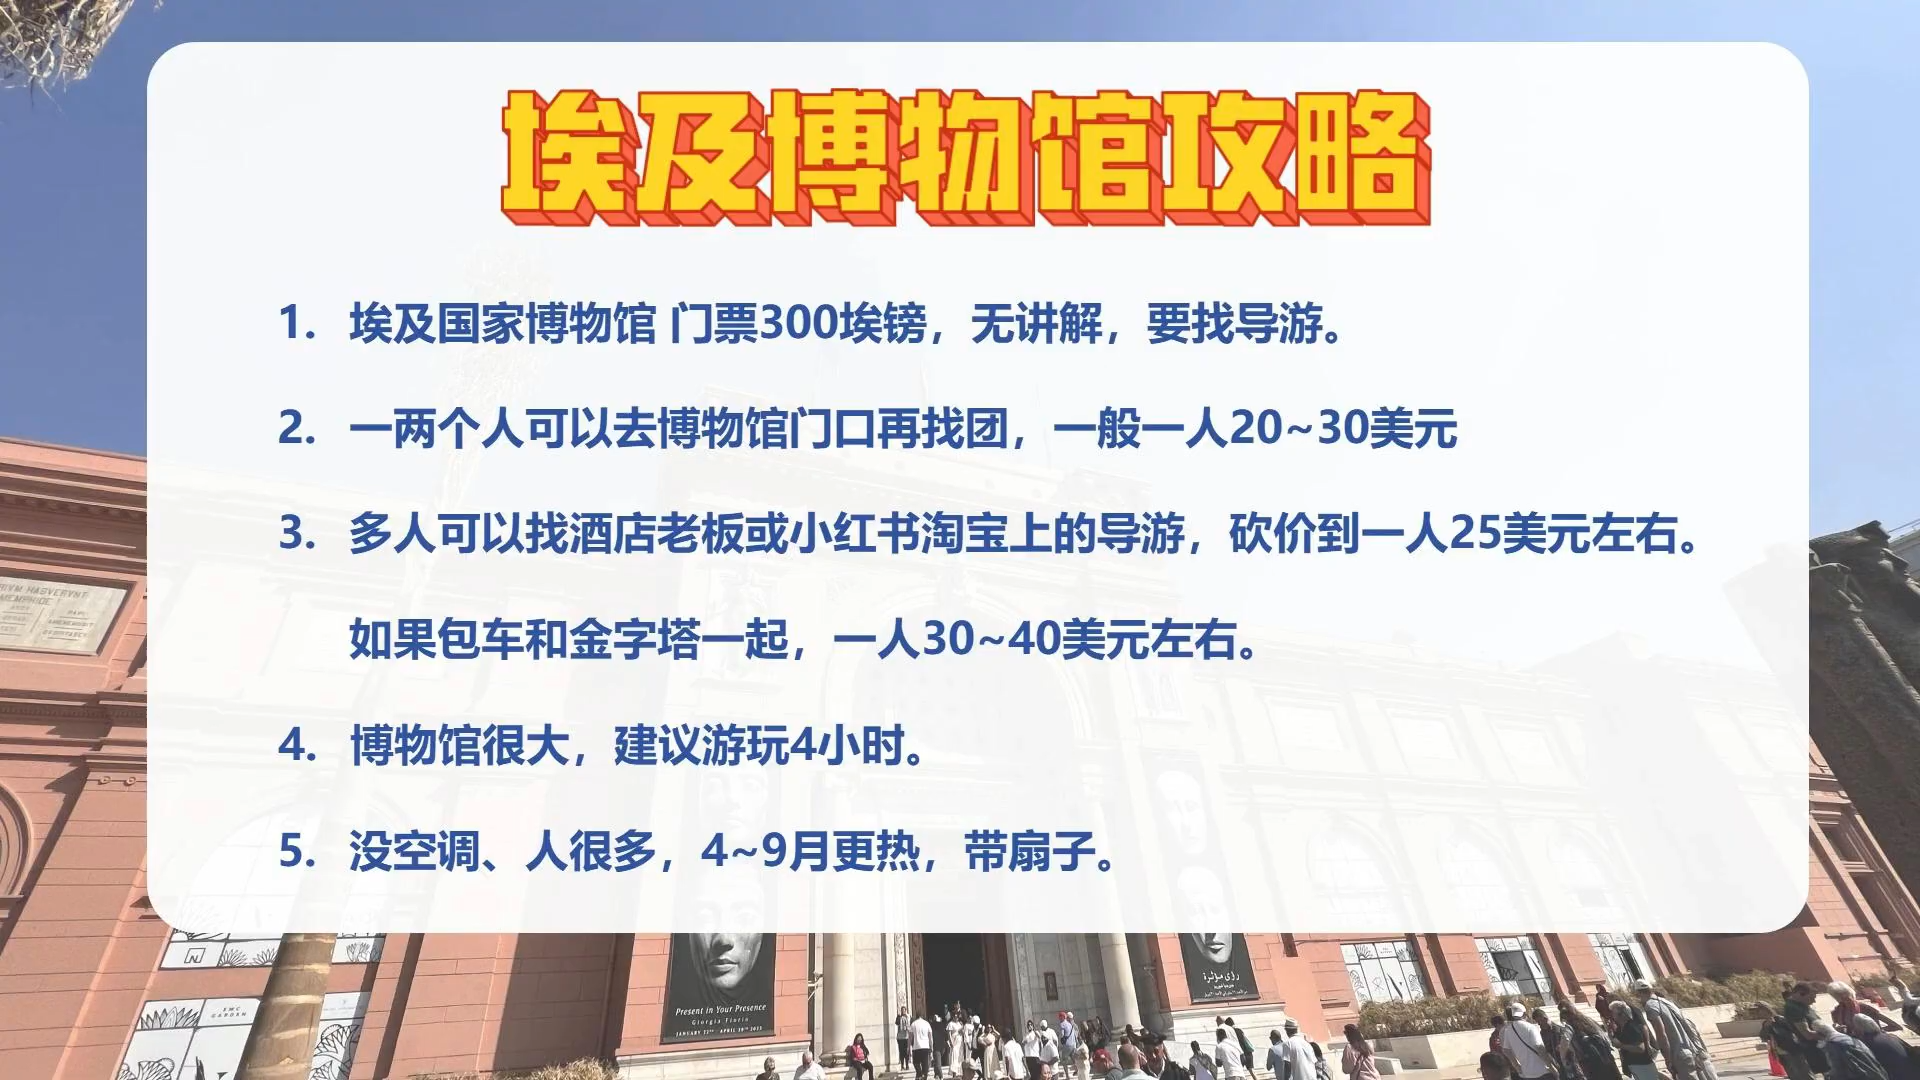 埃及博物馆攻略
1. 埃及国家博物馆 门票300埃镑，无讲解，要找导游。
2. 一两个人可以去博物馆门口再找团，一般一人20~30美元
3. 多人可以找酒店老板或小红书淘宝上的导游，砍价到一人25美元左右。
如果包车和金字塔一起，一人30~40美元左右。
4. 博物馆很大，建议游玩4小时。
5. 没空调、人很多，4~9月更热，带扇子。
Present in Your Presence
Giorgia Fiorio
رؤى مؤثرة
EMC
GARDEN